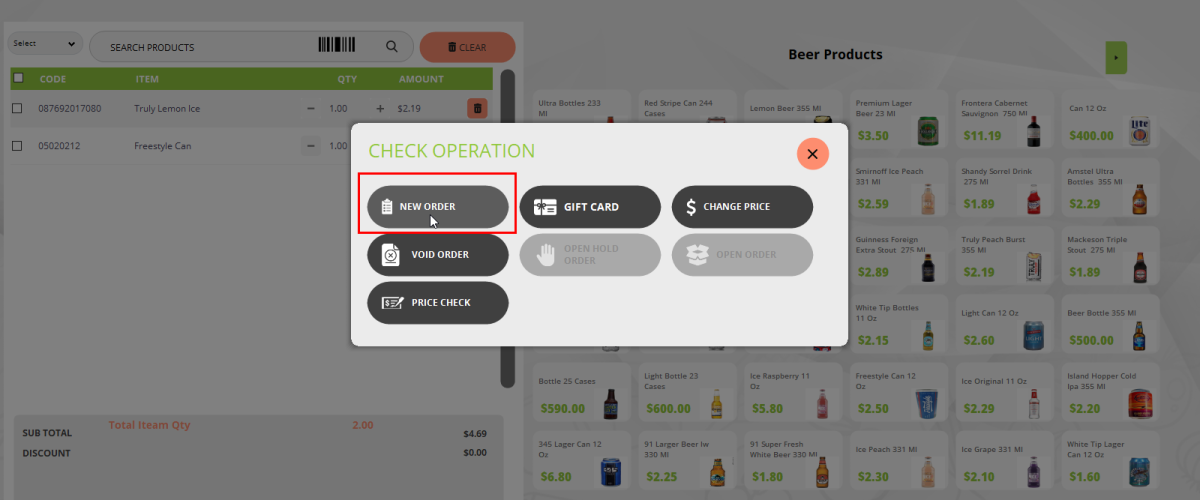 Select
SEARCH PRODUCTS
CLEAR
CODE ITEM QTY AMOUNT
087692017080 Truly Lemon Ice − 1.00 + $2.19
05020212 Freestyle Can − 1.00
SUB TOTAL Total Iteam Qty 2.00 $4.69
DISCOUNT $0.00
CHECK OPERATION
NEW ORDER
GIFT CARD
CHANGE PRICE
VOID ORDER
OPEN HOLD
ORDER
OPEN ORDER
PRICE CHECK
Beer Products
Ultra Bottles 233
Ml
Red Stripe Can 244
Cases
Lemon Beer 355 Ml
Premium Lager
Beer 23 Ml
$3.50
Frontera Cabernet
Sauvignon 750 Ml
$11.19
Can 12 Oz
$400.00
Smirnoff Ice Peach
331 Ml
$2.59
Shandy Sorrel Drink
275 Ml
$1.89
Amstel Ultra
Bottles 355 Ml
$2.29
Guinness Foreign
Extra Stout 275 Ml
$2.89
Truly Peach Burst
355 Ml
$2.19
Mackeson Triple
Stout 275 Ml
$1.89
White Tip Bottles
11 Oz
$2.15
Light Can 12 Oz
$2.60
Beer Bottle 355 Ml
$500.00
Bottle 25 Cases
$590.00
Light Bottle 23
Cases
$600.00
Ice Raspberry 11
Oz
$5.80
Freestyle Can 12
Oz
$2.50
Ice Original 11 Oz
$2.29
Island Hopper Cold
Ipa 355 Ml
$2.20
345 Lager Can 12
Oz
$6.80
91 Larger Beer Iw
330 Ml
$2.25
91 Super Fresh
White Beer 330 Ml
$1.80
Ice Peach 331 Ml
$2.30
Ice Grape 331 Ml
$2.10
White Tip Lager
Can 12 Oz
$1.60